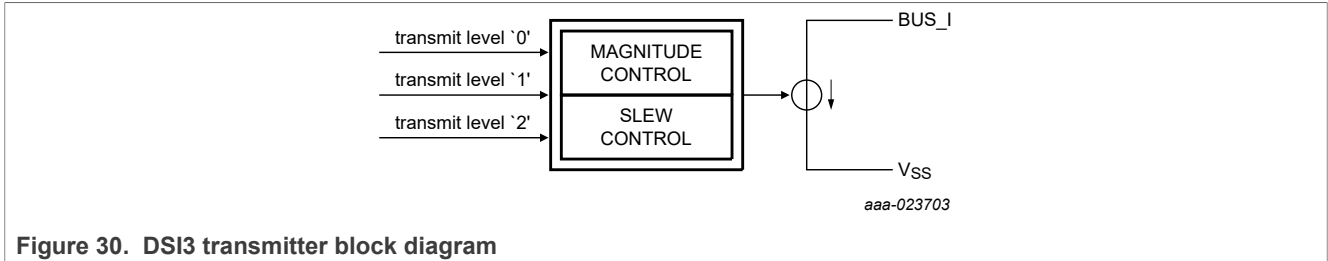 transmit level `0'
transmit level `1'
transmit level `2'
MAGNITUDE
CONTROL
SLEW
CONTROL
BUS_I
VSS
aaa-023703
Figure 30. DSI3 transmitter block diagram